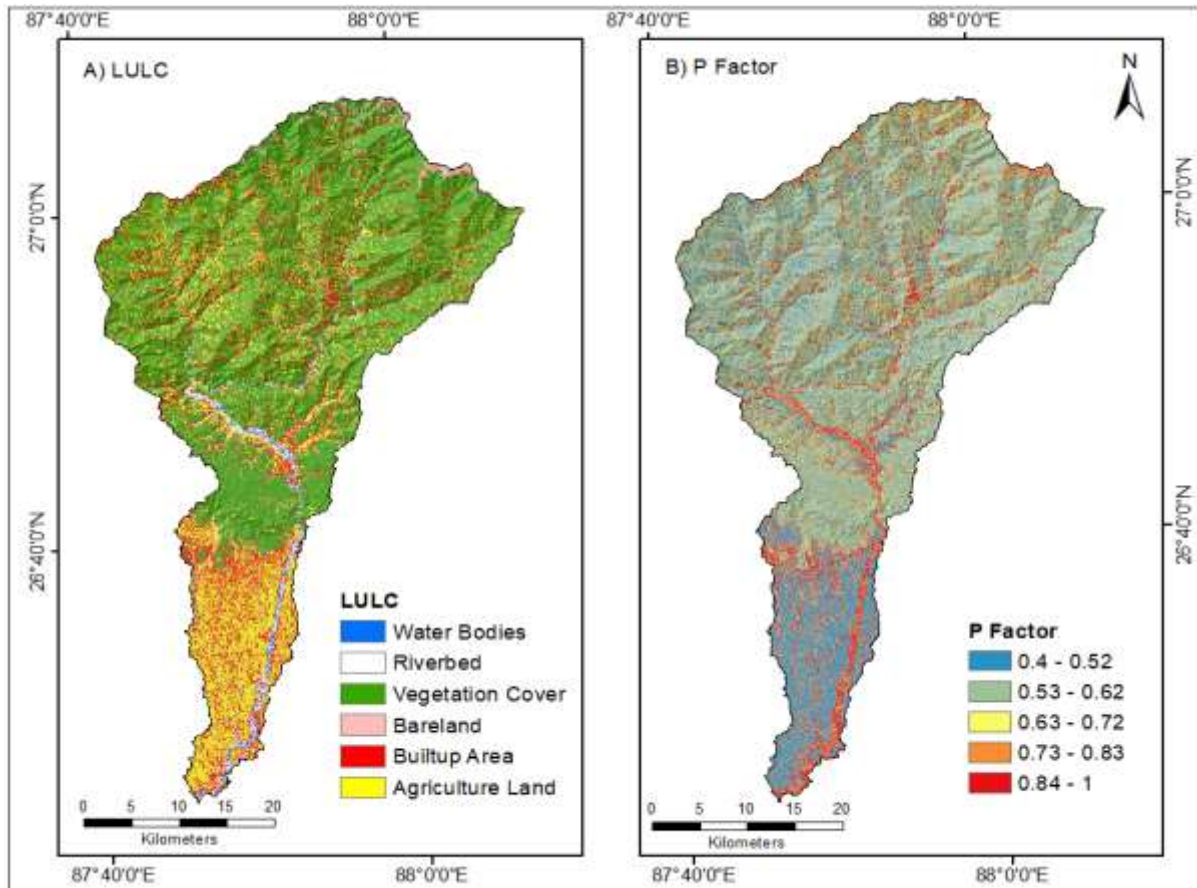 87°40'0"E 88°0'0"E 87°40'0"E 88°0'0"E
A) LULC
27°0'0"N
26°40'0"N
LULC
Water Bodies
Riverbed
Vegetation Cover
Bareland
Builtup Area
Agriculture Land
0 5 10 15 20
Kilometers
87°40'0"E 88°0'0"E
B) P Factor
N
27°0'0"N
26°40'0"N
P Factor
0.4 - 0.52
0.53 - 0.62
0.63 - 0.72
0.73 - 0.83
0.84 - 1
0 5 10 15 20
Kilometers
87°40'0"E 88°0'0"E